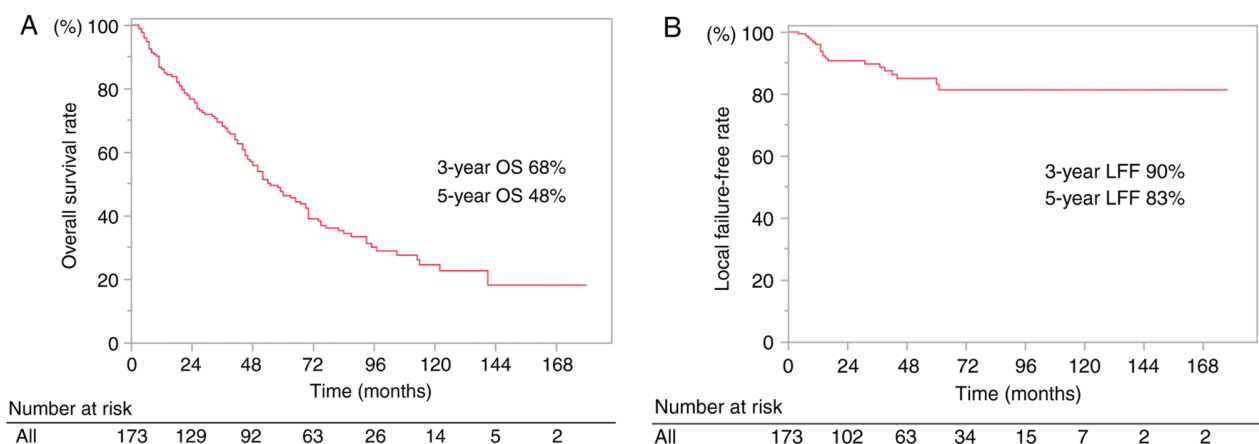 A
(%) 100
80
60
40
20
0
Overall survival rate
3-year OS 68%
5-year OS 48%
0 24 48 72 96 120 144 168
Time (months)
Number at risk
All 173 129 92 63 26 14 5 2
B
(%) 100
80
60
40
20
0
Local failure-free rate
3-year LFF 90%
5-year LFF 83%
0 24 48 72 96 120 144 168
Time (months)
Number at risk
All 173 102 63 34 15 7 2 2